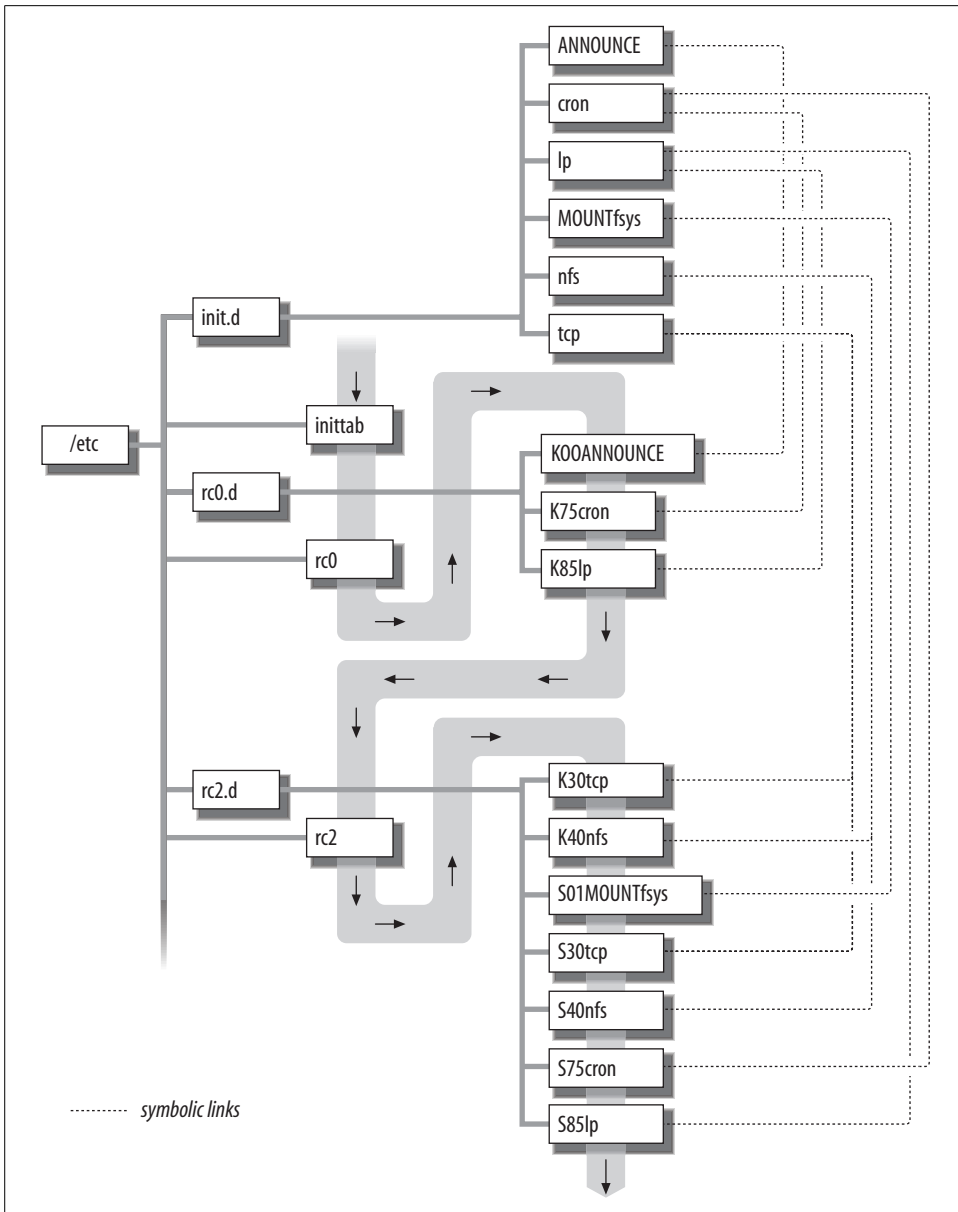 ANNOUNCE
cron
lp
MOUNTfsys
nfs
tcp
init.d
inittab
/etc
rc0.d
rc0
K00ANNOUNCE
K75cron
K85lp
rc2.d
rc2
K30tcp
K40nfs
S01MOUNTfsys
S30tcp
S40nfs
S75cron
S85lp
symbolic links